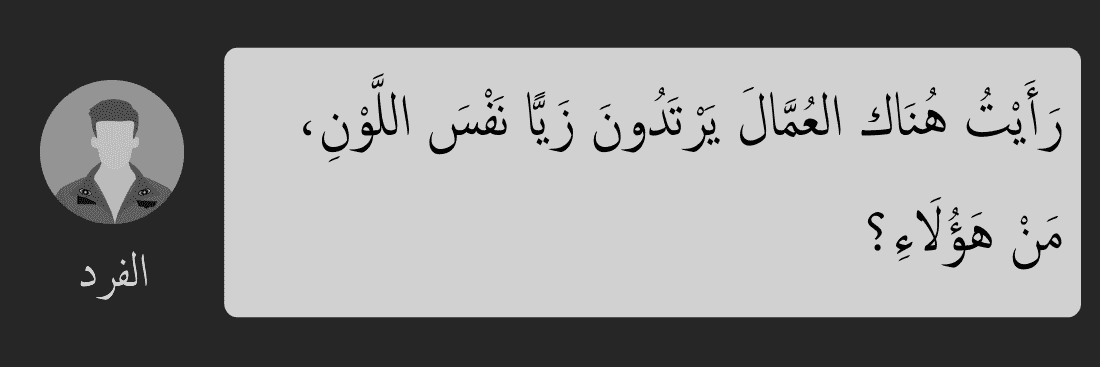 رَأَيْتُ هُنَاك العُمَّالَ يَرْتَدُونَ زَيًّا نَفْسَ اللَّوْنِ،
مَنْ هَؤُلَاءِ؟
الفرد